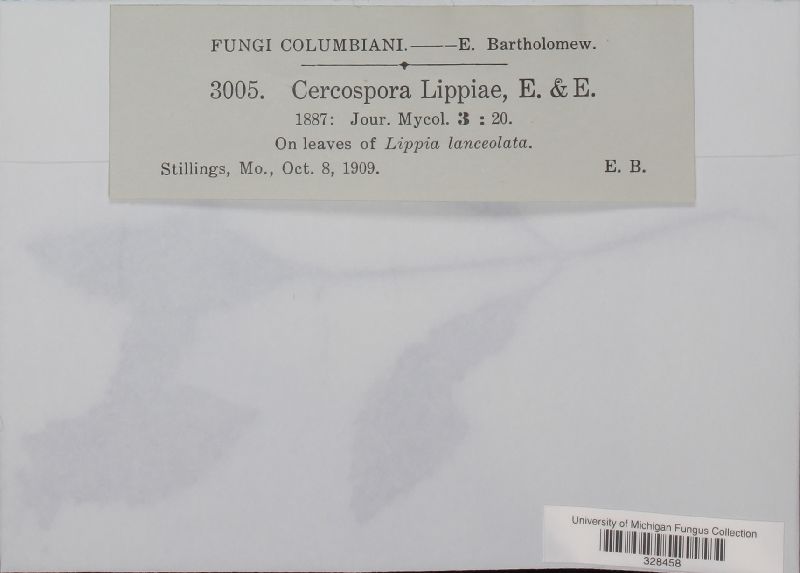 FUNGI COLUMBIANI.——E. Bartholomew.
3005. Cercospora Lippiae, E. & E.
1887: Jour. Mycol. 3 : 20.
On leaves of Lippia lanceolata.
Stillings, Mo., Oct. 8, 1909. E. B.
University of Michigan Fungus Collection
328458